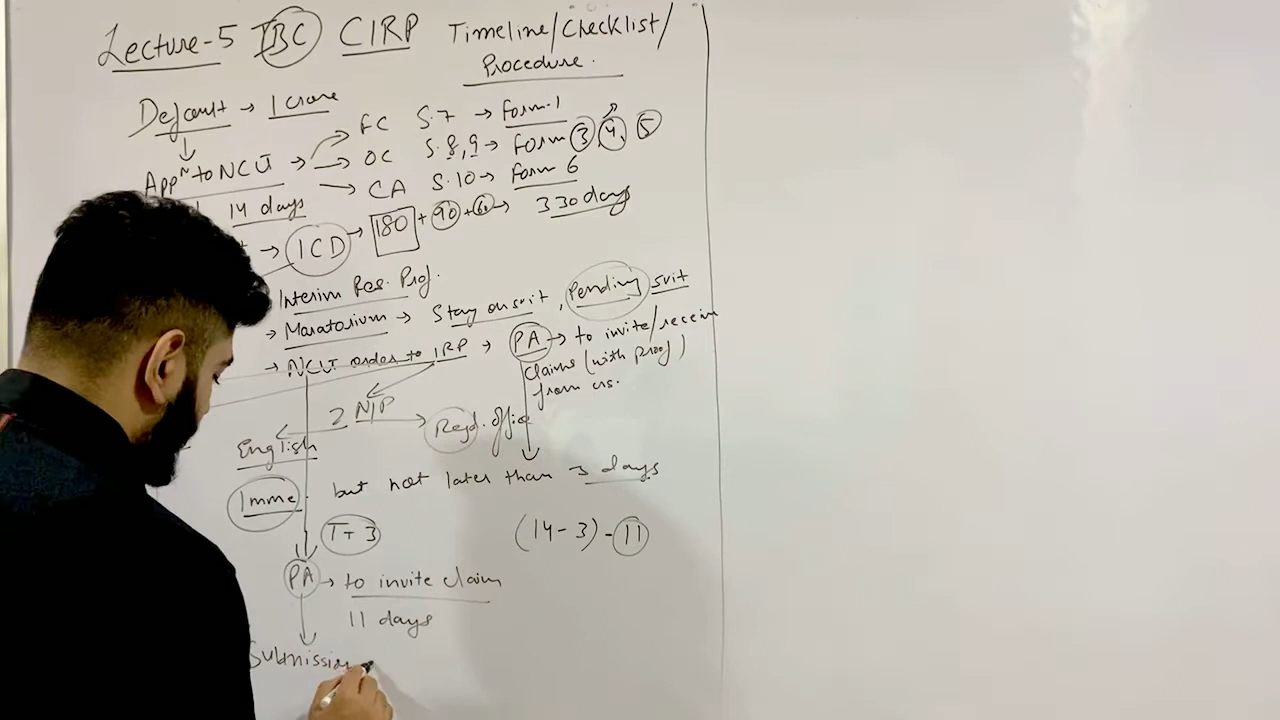 Lecture-5 IBC CIRP Timeline/Checklist/
Procedure.
Default → 1 crore
FC S.7 → Form-1
App^n to NCLT → OC S.8,9 → Form 3, 4, 5
CA S.10 → Form 6
14 days
→ ICD → 180 + 90 + 60 → 330 days
Interim Res. Prof.
→ Moratorium → Stay on suit, Pending suit
→ NCLT order to IRP → PA → to invite/receive
claims (with proof)
from crs.
2 N/P
English Regd. office
Imme. but not later than 3 days
T+3 (14-3) - 11
PA → to invite claim
11 days
Submission